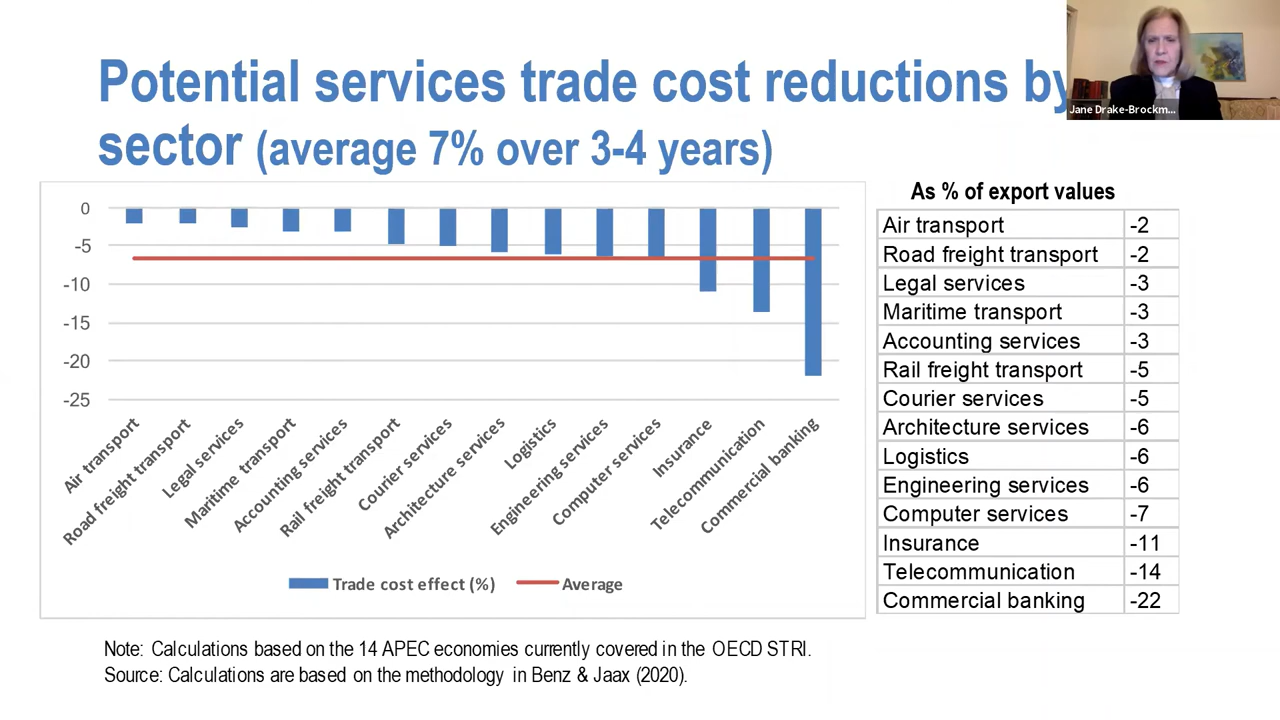 Potential services trade cost reductions by
sector (average 7% over 3-4 years)
Jane Drake-Brockm...
0
-5
-10
-15
-20
-25
Air transport
Road freight transport
Legal services
Maritime transport
Accounting services
Rail freight transport
Courier services
Architecture services
Logistics
Engineering services
Computer services
Insurance
Telecommunication
Commercial banking
Trade cost effect (%) Average
As % of export values
Air transport -2
Road freight transport -2
Legal services -3
Maritime transport -3
Accounting services -3
Rail freight transport -5
Courier services -5
Architecture services -6
Logistics -6
Engineering services -6
Computer services -7
Insurance -11
Telecommunication -14
Commercial banking -22
Note: Calculations based on the 14 APEC economies currently covered in the OECD STRI.
Source: Calculations are based on the methodology in Benz & Jaax (2020).